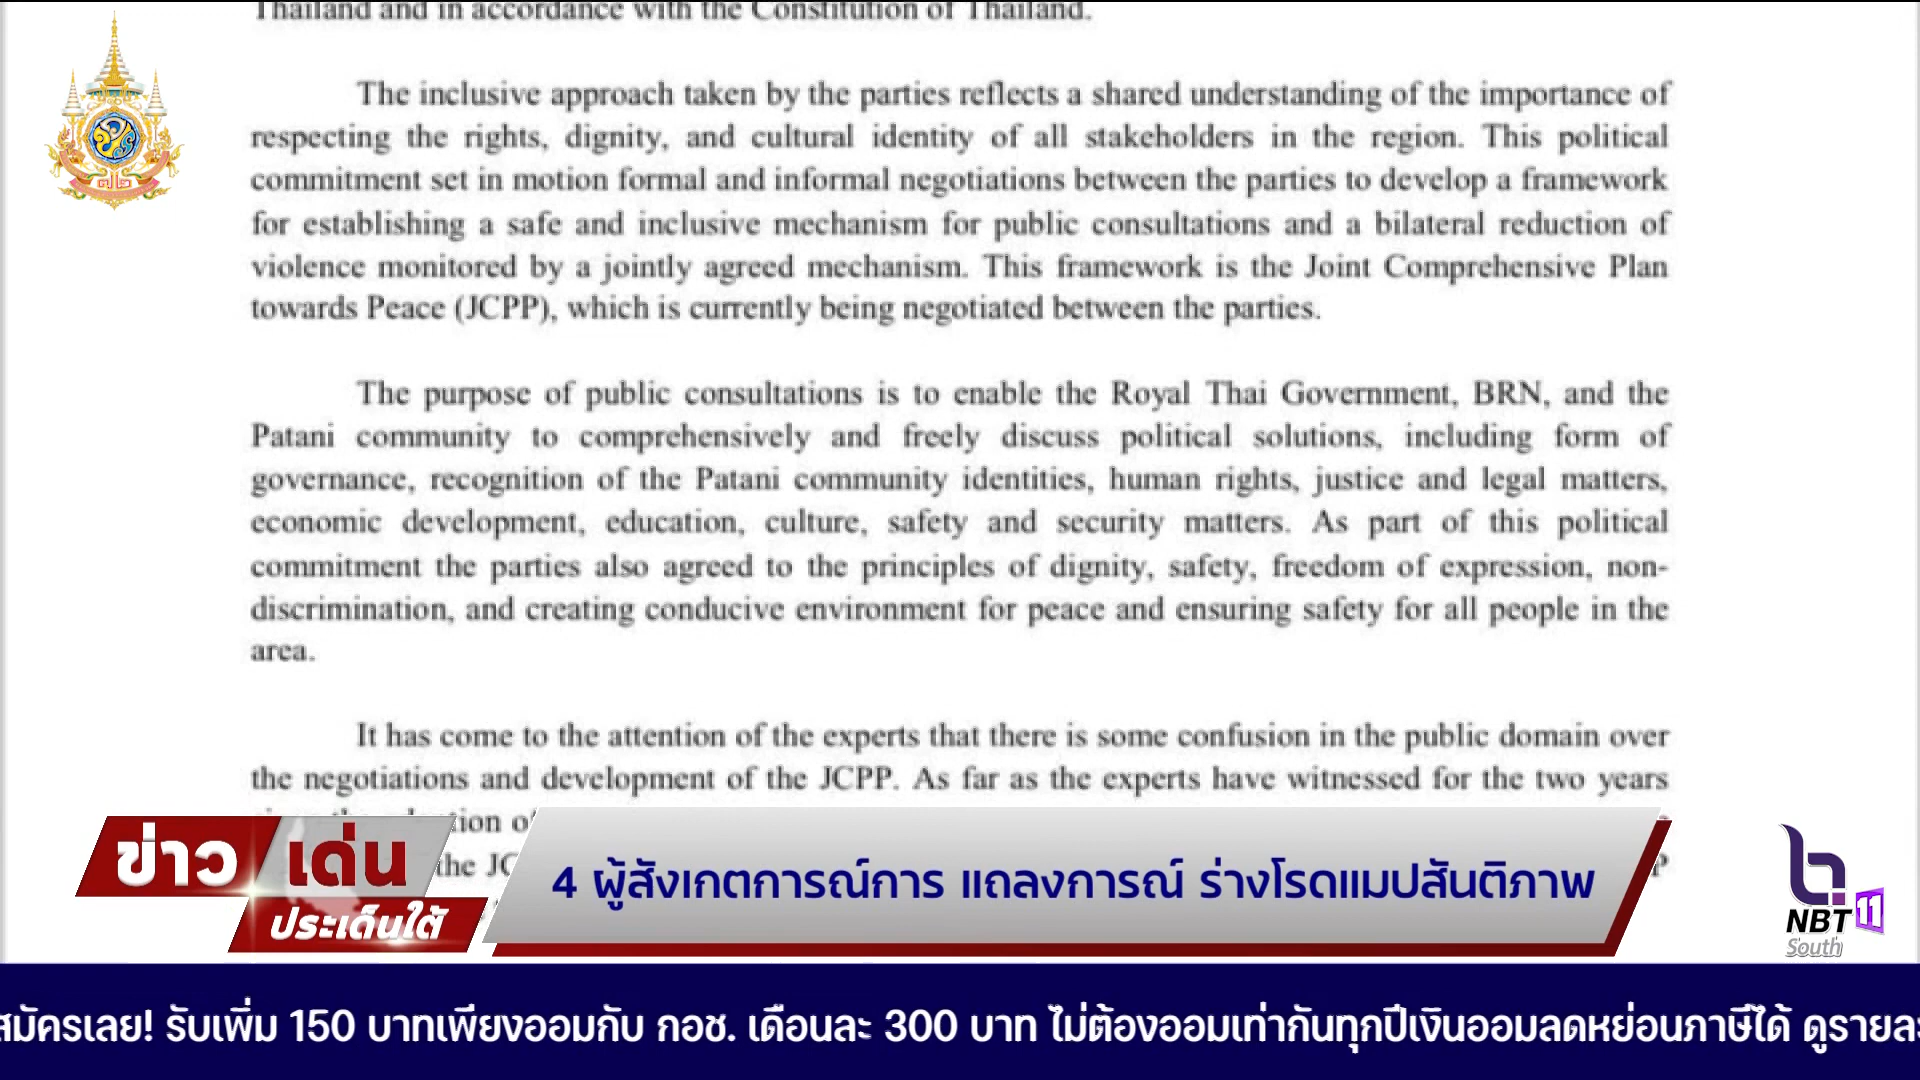 Thailand and in accordance with the Constitution of Thailand.
The inclusive approach taken by the parties reflects a shared understanding of the importance of
respecting the rights, dignity, and cultural identity of all stakeholders in the region. This political
commitment set in motion formal and informal negotiations between the parties to develop a framework
for establishing a safe and inclusive mechanism for public consultations and a bilateral reduction of
violence monitored by a jointly agreed mechanism. This framework is the Joint Comprehensive Plan
towards Peace (JCPP), which is currently being negotiated between the parties.
The purpose of public consultations is to enable the Royal Thai Government, BRN, and the
Patani community to comprehensively and freely discuss political solutions, including form of
governance, recognition of the Patani community identities, human rights, justice and legal matters,
economic development, education, culture, safety and security matters. As part of this political
commitment the parties also agreed to the principles of dignity, safety, freedom of expression, non-
discrimination, and creating conducive environment for peace and ensuring safety for all people in the
area.
It has come to the attention of the experts that there is some confusion in the public domain over
the negotiations and development of the JCPP. As far as the experts have witnessed for the two years
the
ข่าว เด่น
ประเด็นใต้
4 ผู้สังเกตการณ์การ แถลงการณ์ ร่างโรดแมปสันติภาพ
NBT 11
South
สมัครเลย! รับเพิ่ม 150 บาทเพียงออมกับ กอช. เดือนละ 300 บาท ไม่ต้องออมเท่ากันทุกปีเงินออมลดหย่อนภาษีได้